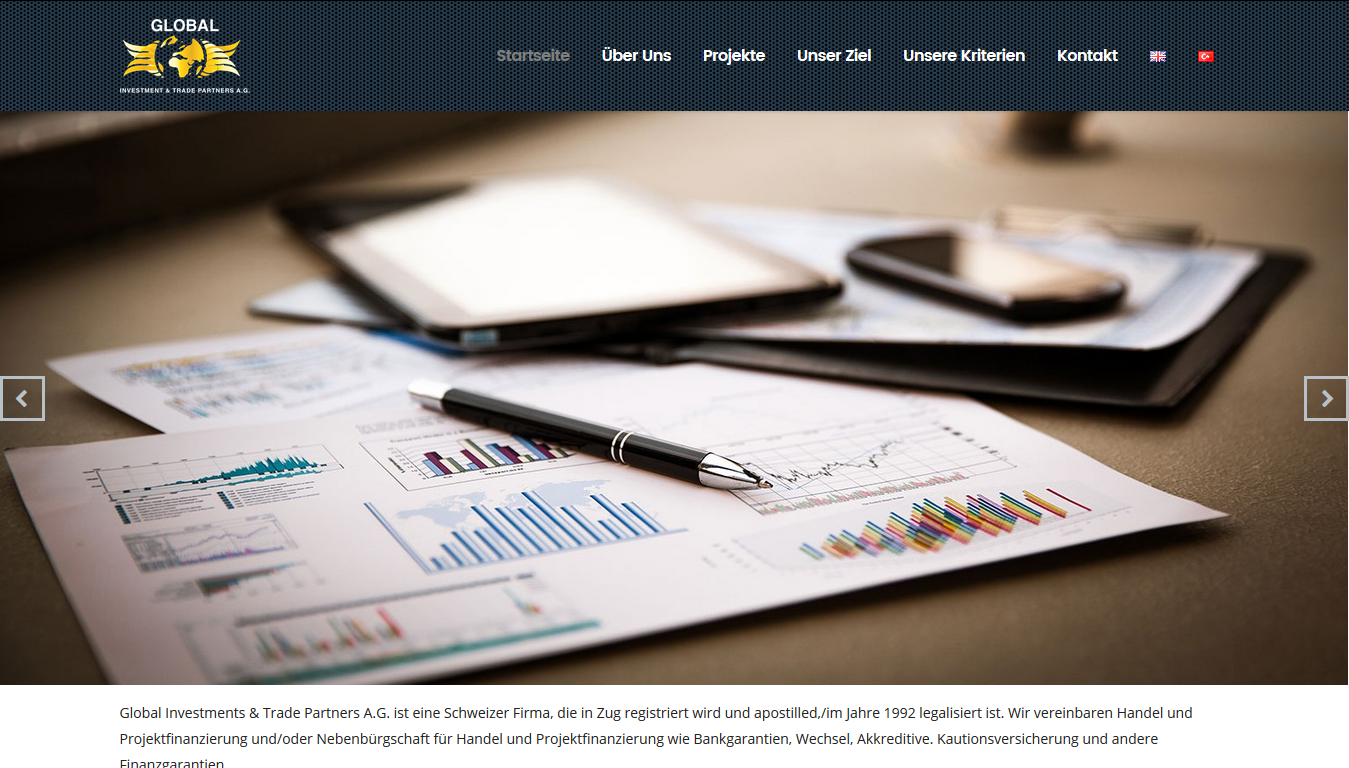 GLOBAL
INVESTMENT & TRADE PARTNERS A.G.
Startseite Über Uns Projekte Unser Ziel Unsere Kriterien Kontakt
Global Investments & Trade Partners A.G. ist eine Schweizer Firma, die in Zug registriert wird und apostilled,/im Jahre 1992 legalisiert ist. Wir vereinbaren Handel und
Projektfinanzierung und/oder Nebenbürgschaft für Handel und Projektfinanzierung wie Bankgarantien, Wechsel, Akkreditive. Kautionsversicherung und andere
Finanzgarantien